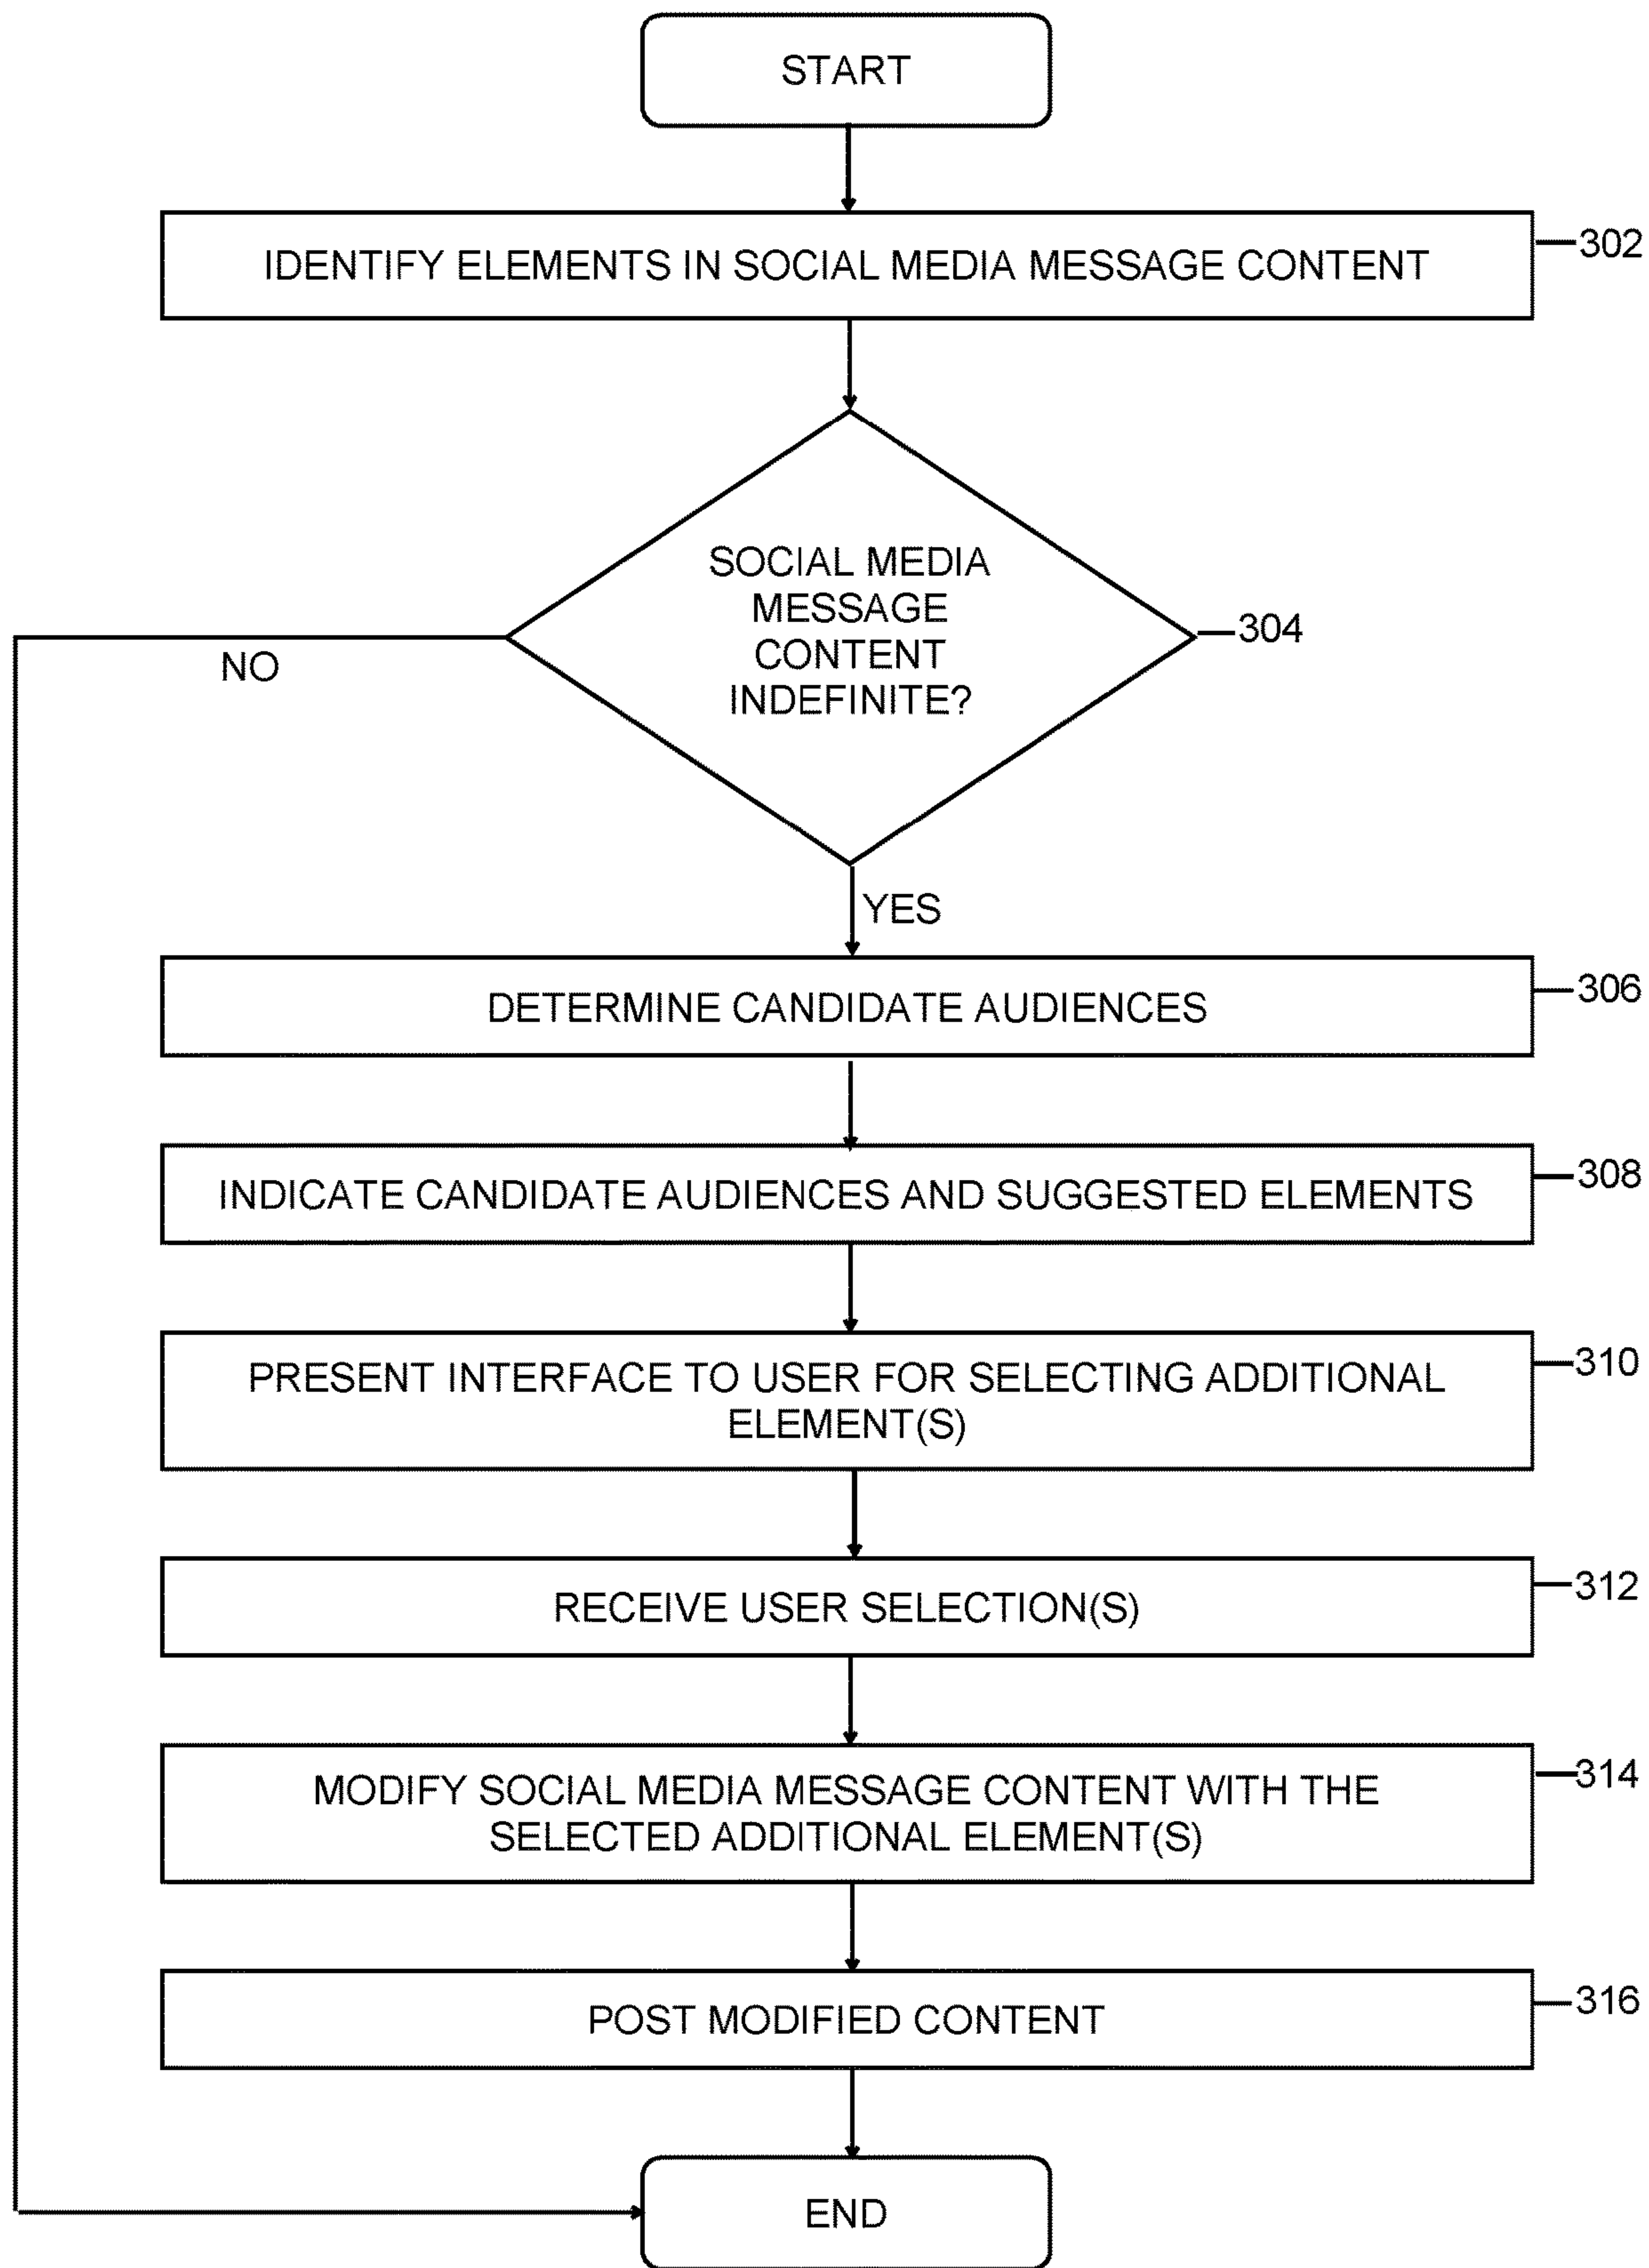 START
IDENTIFY ELEMENTS IN SOCIAL MEDIA MESSAGE CONTENT
302
SOCIAL MEDIA
MESSAGE
CONTENT
INDEFINITE?
304
NO
YES
DETERMINE CANDIDATE AUDIENCES
306
INDICATE CANDIDATE AUDIENCES AND SUGGESTED ELEMENTS
308
PRESENT INTERFACE TO USER FOR SELECTING ADDITIONAL
ELEMENT(S)
310
RECEIVE USER SELECTION(S)
312
MODIFY SOCIAL MEDIA MESSAGE CONTENT WITH THE
SELECTED ADDITIONAL ELEMENT(S)
314
POST MODIFIED CONTENT
316
END